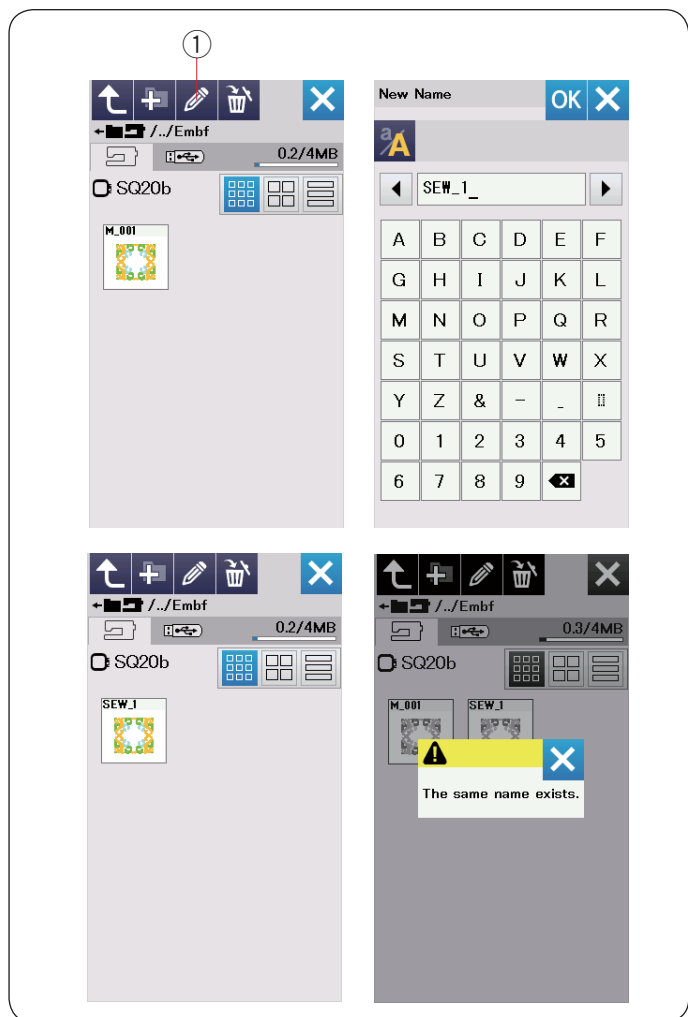 ①
/../Embf
0.2/4MB
SQ20b
M_001
New Name
OK
a/A
SEW_1_
A B C D E F
G H I J K L
M N O P Q R
S T U V W X
Y Z & - _
0 1 2 3 4 5
6 7 8 9
/../Embf
0.2/4MB
SQ20b
SEW_1
/../Embf
0.3/4MB
SQ20b
M_001 SEW_1
The same name exists.